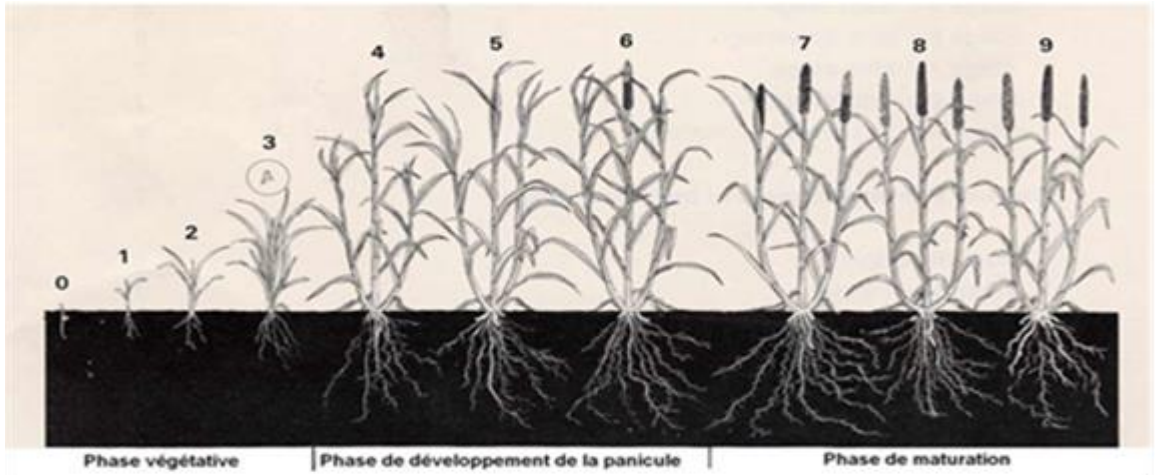 0 1 2 3 4 5 6 7 8 9
A
Phase végétative Phase de développement de la panicule Phase de maturation